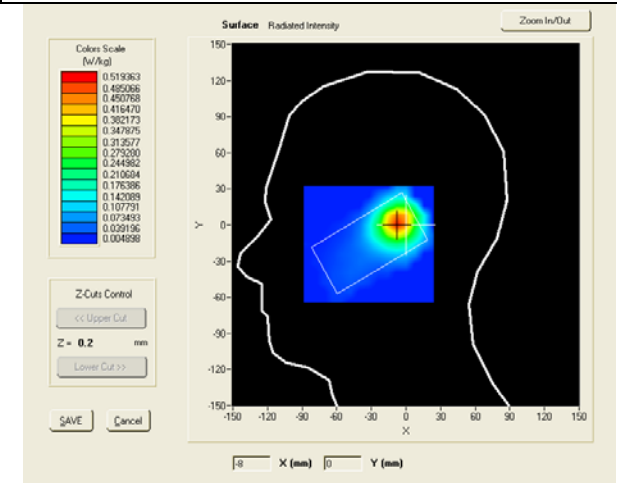 Surface Radiated Intensity
Zoom In/Out
Colors Scale
(W/kg)
0.519363
0.485066
0.450768
0.416470
0.382173
0.347875
0.313577
0.279280
0.244982
0.210684
0.176386
0.142089
0.107791
0.073493
0.039196
0.004898
150
120
90
60
30
0
-30
-60
-90
-120
-150
Y
-150 -120 -90 -60 -30 0 30 60 90 120 150
X
Z-Cuts Control
<< Upper Cut
Z = 0.2 mm
Lower Cut >>
SAVE Cancel
-8 X (mm) 0 Y (mm)